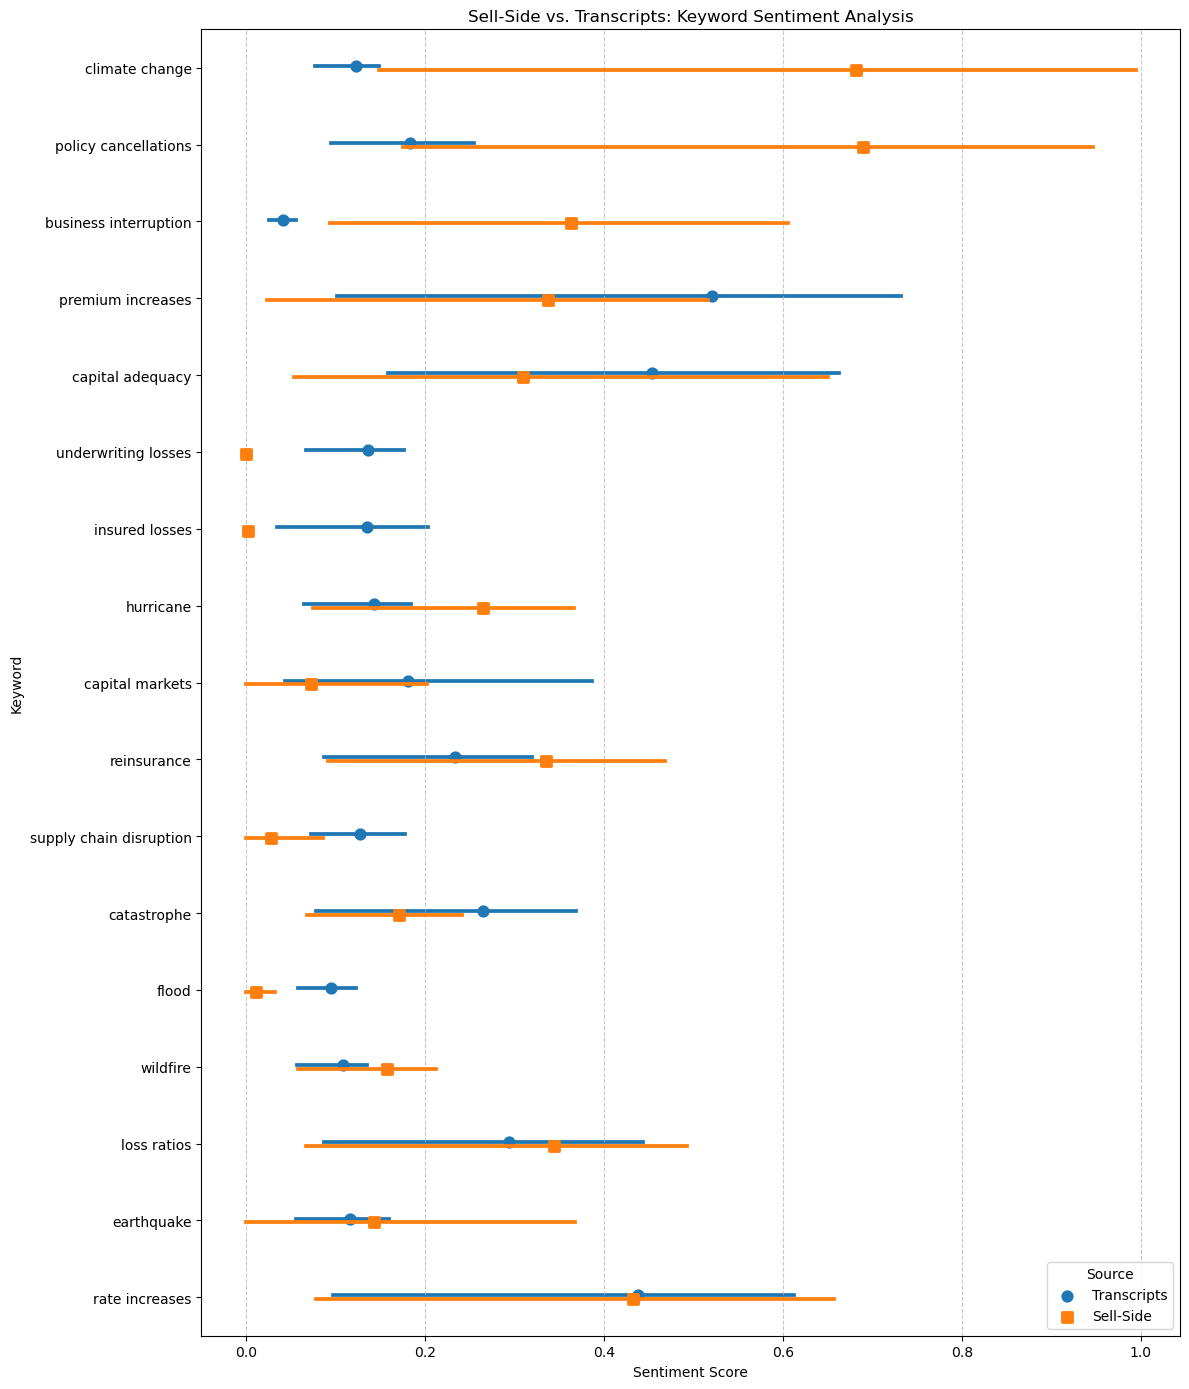 Sell-Side vs. Transcripts: Keyword Sentiment Analysis
climate change
policy cancellations
business interruption
premium increases
capital adequacy
underwriting losses
insured losses
hurricane
capital markets
reinsurance
supply chain disruption
catastrophe
flood
wildfire
loss ratios
earthquake
rate increases
Keyword
0.0 0.2 0.4 0.6 0.8 1.0
Sentiment Score
Source
Transcripts
Sell-Side